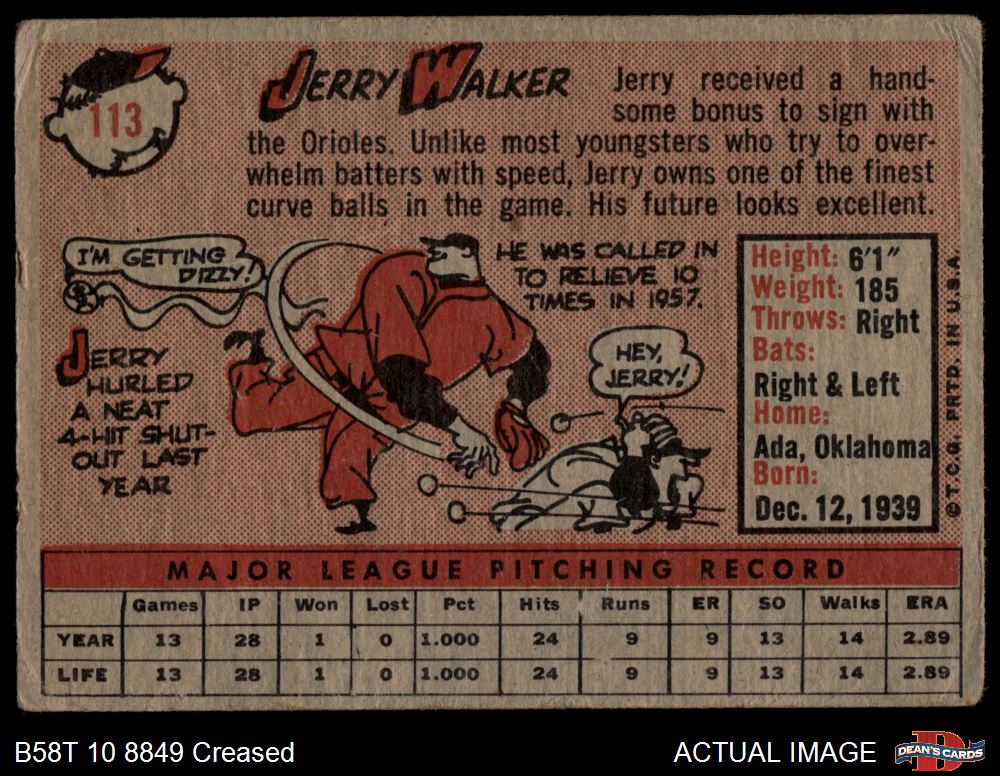 113
JERRY WALKER
Jerry received a hand-
some bonus to sign with
the Orioles. Unlike most youngsters who try to over-
whelm batters with speed, Jerry owns one of the finest
curve balls in the game. His future looks excellent.
I'M GETTING
DIZZY!
HE WAS CALLED IN
TO RELIEVE 10
TIMES IN 1957.
HEY,
JERRY!
JERRY
HURLED
A NEAT
4-HIT SHUT-
OUT LAST
YEAR
Height: 6'1"
Weight: 185
Throws: Right
Bats:
Right & Left
Home:
Ada, Oklahoma
Born:
Dec. 12, 1939
©T.C.G. PRTD. IN U.S.A.
MAJOR LEAGUE PITCHING RECORD
Games IP Won Lost Pct Hits Runs ER SO Walks ERA
YEAR 13 28 1 0 1.000 24 9 9 13 14 2.89
LIFE 13 28 1 0 1.000 24 9 9 13 14 2.89
B58T 10 8849 Creased
ACTUAL IMAGE
DEAN'S CARDS